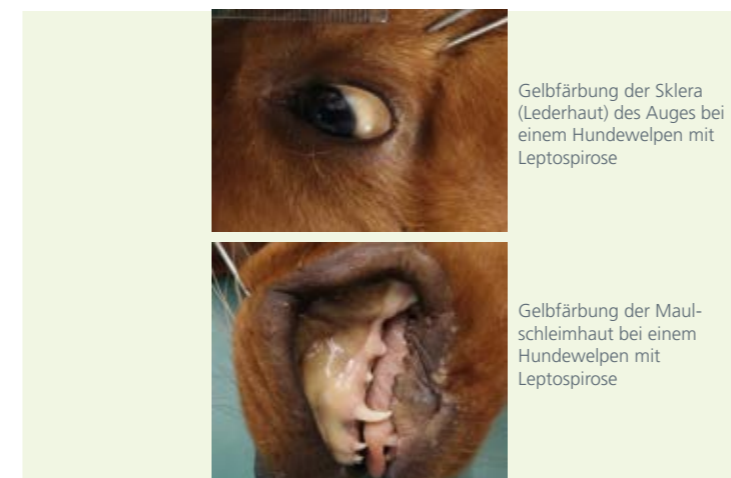 Gelbfärbung der Sklera
(Lederhaut) des Auges bei
einem Hundewelpen mit
Leptospirose
Gelbfärbung der Maul-
schleimhaut bei einem
Hundewelpen mit
Leptospirose